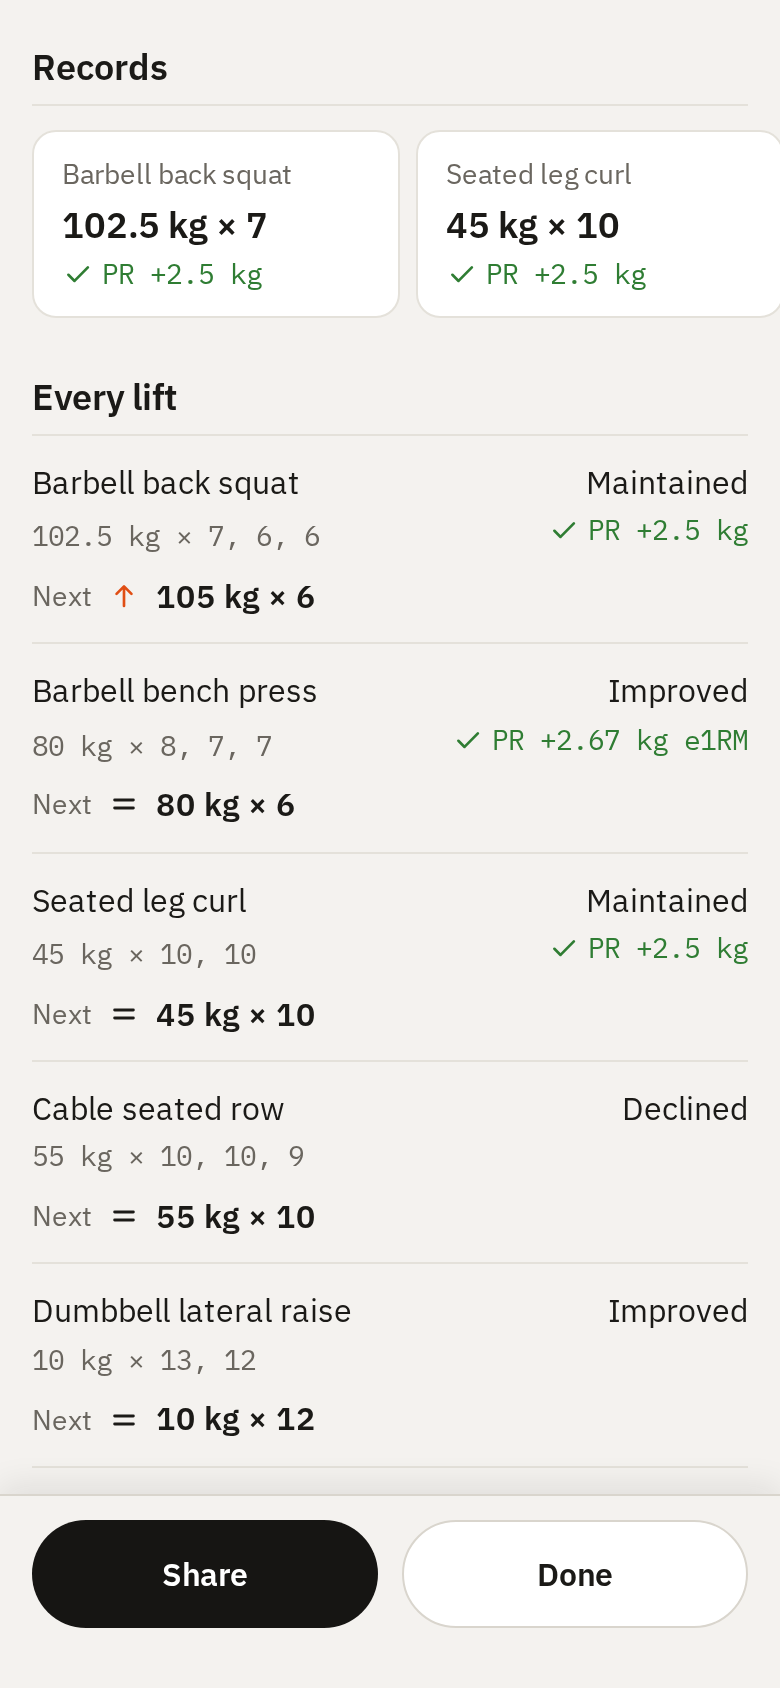 Records
Barbell back squat
102.5 kg × 7
✓ PR +2.5 kg
Seated leg curl
45 kg × 10
✓ PR +2.5 kg
Every lift
Barbell back squat Maintained
102.5 kg × 7, 6, 6 ✓ PR +2.5 kg
Next ↑ 105 kg × 6
Barbell bench press Improved
80 kg × 8, 7, 7 ✓ PR +2.67 kg e1RM
Next = 80 kg × 6
Seated leg curl Maintained
45 kg × 10, 10 ✓ PR +2.5 kg
Next = 45 kg × 10
Cable seated row Declined
55 kg × 10, 10, 9
Next = 55 kg × 10
Dumbbell lateral raise Improved
10 kg × 13, 12
Next = 10 kg × 12
Share Done